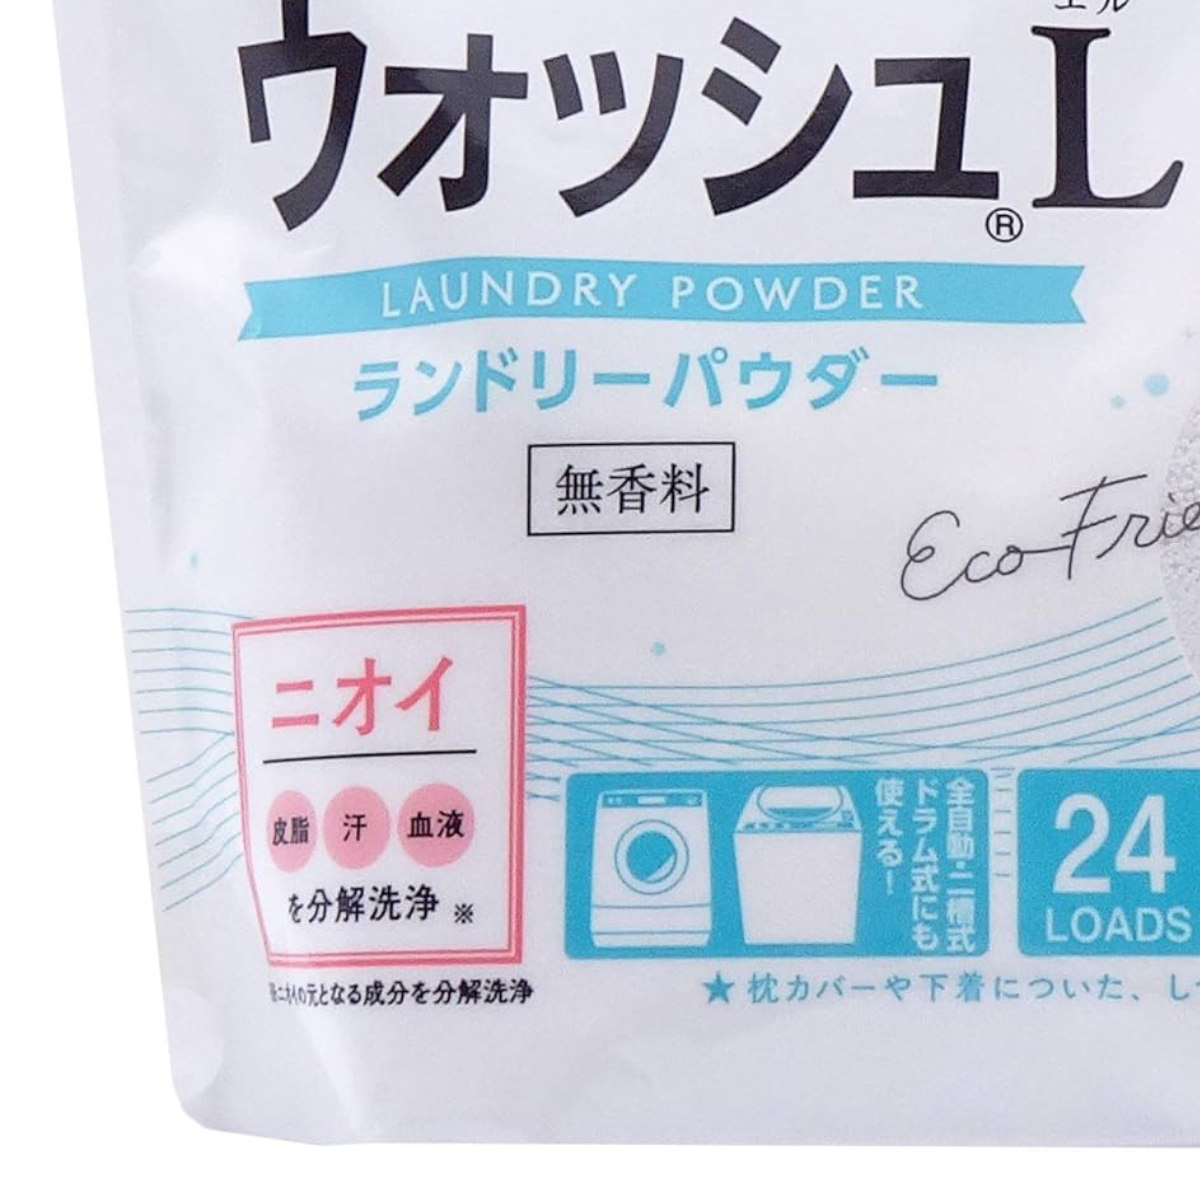 エル
ウォッシュL®
LAUNDRY POWDER
ランドリーパウダー
無香料
Eco-Frie
ニオイ
皮脂 汗 血液
を分解洗浄 ※
※ニオイの元となる成分を分解洗浄
全自動・二槽式
ドラム式にも
使える！
24
LOADS
★枕カバーや下着についた、し